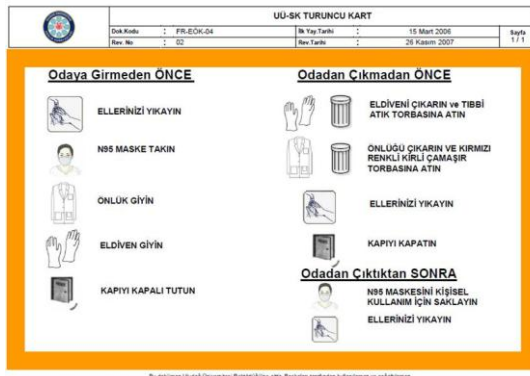 UÜ-SK TURUNCU KART
Dok.Kodu : FR-EÖK-04 İlk Yay.Tarihi : 15 Mart 2006 Sayfa
Rev. No : 02 Rev.Tarihi : 26 Kasım 2007 1 / 1
Odaya Girmeden ÖNCE
ELLERİNİZİ YIKAYIN
N95 MASKE TAKIN
ÖNLÜK GİYİN
ELDİVEN GİYİN
KAPIYI KAPALI TUTUN
Odadan Çıkmadan ÖNCE
ELDİVENİ ÇIKARIN ve TIBBİ
ATIK TORBASINA ATIN
ÖNLÜĞÜ ÇIKARIN VE KIRMIZI
RENKLİ KİRLİ ÇAMAŞIR
TORBASINA ATIN
ELLERİNİZİ YIKAYIN
KAPIYI KAPATIN
Odadan Çıktıktan SONRA
N95 MASKESİNİ KİŞİSEL
KULLANIM İÇİN SAKLAYIN
ELLERİNİZİ YIKAYIN